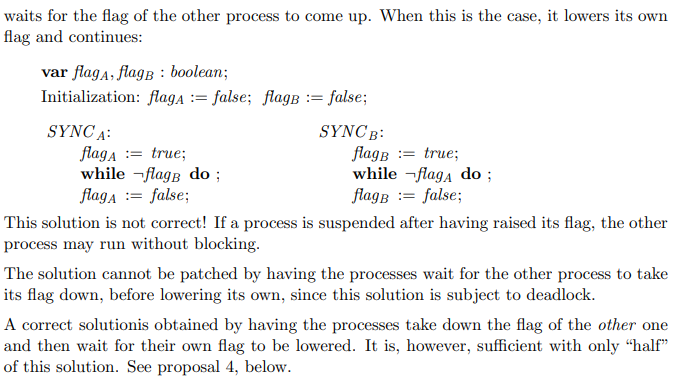 waits for the flag of the other process to come up. When this is the case, it lowers its own
flag and continues:
var flagA, flagB : boolean;
Initialization: flagA := false; flagB := false;
SYNCA:
flagA := true;
while ¬flagB do ;
flagA := false;
SYNCB:
flagB := true;
while ¬flagA do ;
flagB := false;
This solution is not correct! If a process is suspended after having raised its flag, the other
process may run without blocking.
The solution cannot be patched by having the processes wait for the other process to take
its flag down, before lowering its own, since this solution is subject to deadlock.
A correct solutionis obtained by having the processes take down the flag of the other one
and then wait for their own flag to be lowered. It is, however, sufficient with only “half”
of this solution. See proposal 4, below.